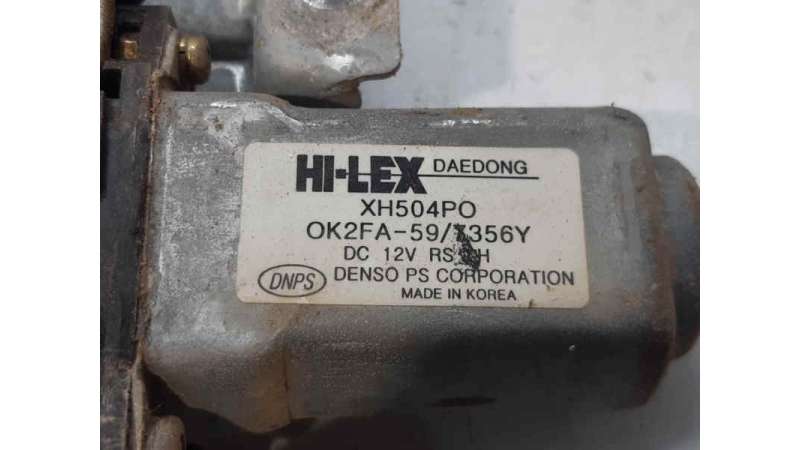 HI-LEX DAEDONG
XH504PO
DC 12V
DNPS DENSO PS CORPORATION
MADE IN KOREA